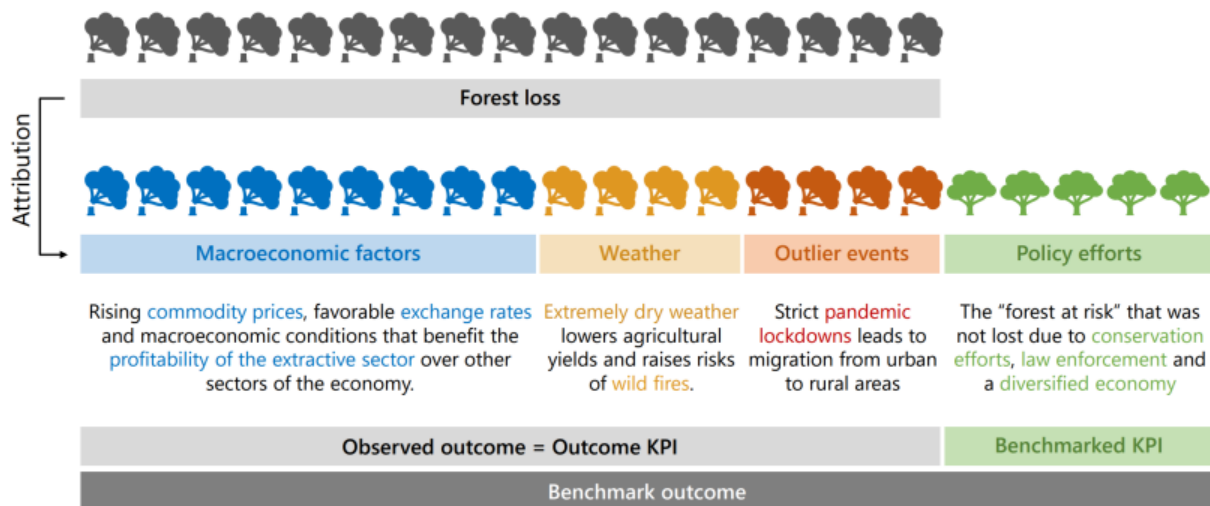 Forest loss
Attribution
Macroeconomic factors
Weather
Outlier events
Policy efforts
Rising commodity prices, favorable exchange rates
and macroeconomic conditions that benefit the
profitability of the extractive sector over other
sectors of the economy.
Extremely dry weather
lowers agricultural
yields and raises risks
of wild fires.
Strict pandemic
lockdowns leads to
migration from urban
to rural areas
The “forest at risk“ that was
not lost due to conservation
efforts, law enforcement and
a diversified economy
Observed outcome = Outcome KPI
Benchmarked KPI
Benchmark outcome